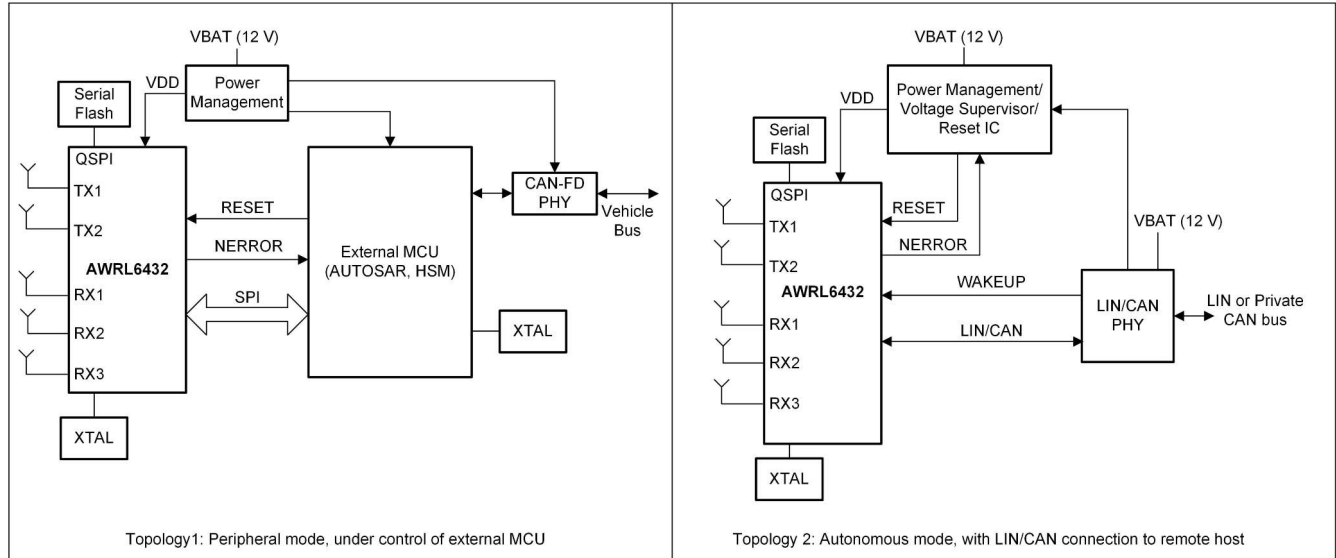 VBAT (12 V)
VDD
Power
Management
Serial
Flash
QSPI
TX1
TX2
AWRL6432
RX1
RX2
RX3
XTAL
RESET
NERROR
SPI
External MCU
(AUTOSAR, HSM)
XTAL
CAN-FD
PHY
Vehicle
Bus
Topology1: Peripheral mode, under control of external MCU
VBAT (12 V)
VDD
Power Management/
Voltage Supervisor/
Reset IC
Serial
Flash
QSPI
TX1
TX2
AWRL6432
RX1
RX2
RX3
XTAL
RESET
NERROR
WAKEUP
LIN/CAN
VBAT (12 V)
LIN/CAN
PHY
LIN or Private
CAN bus
Topology 2: Autonomous mode, with LIN/CAN connection to remote host